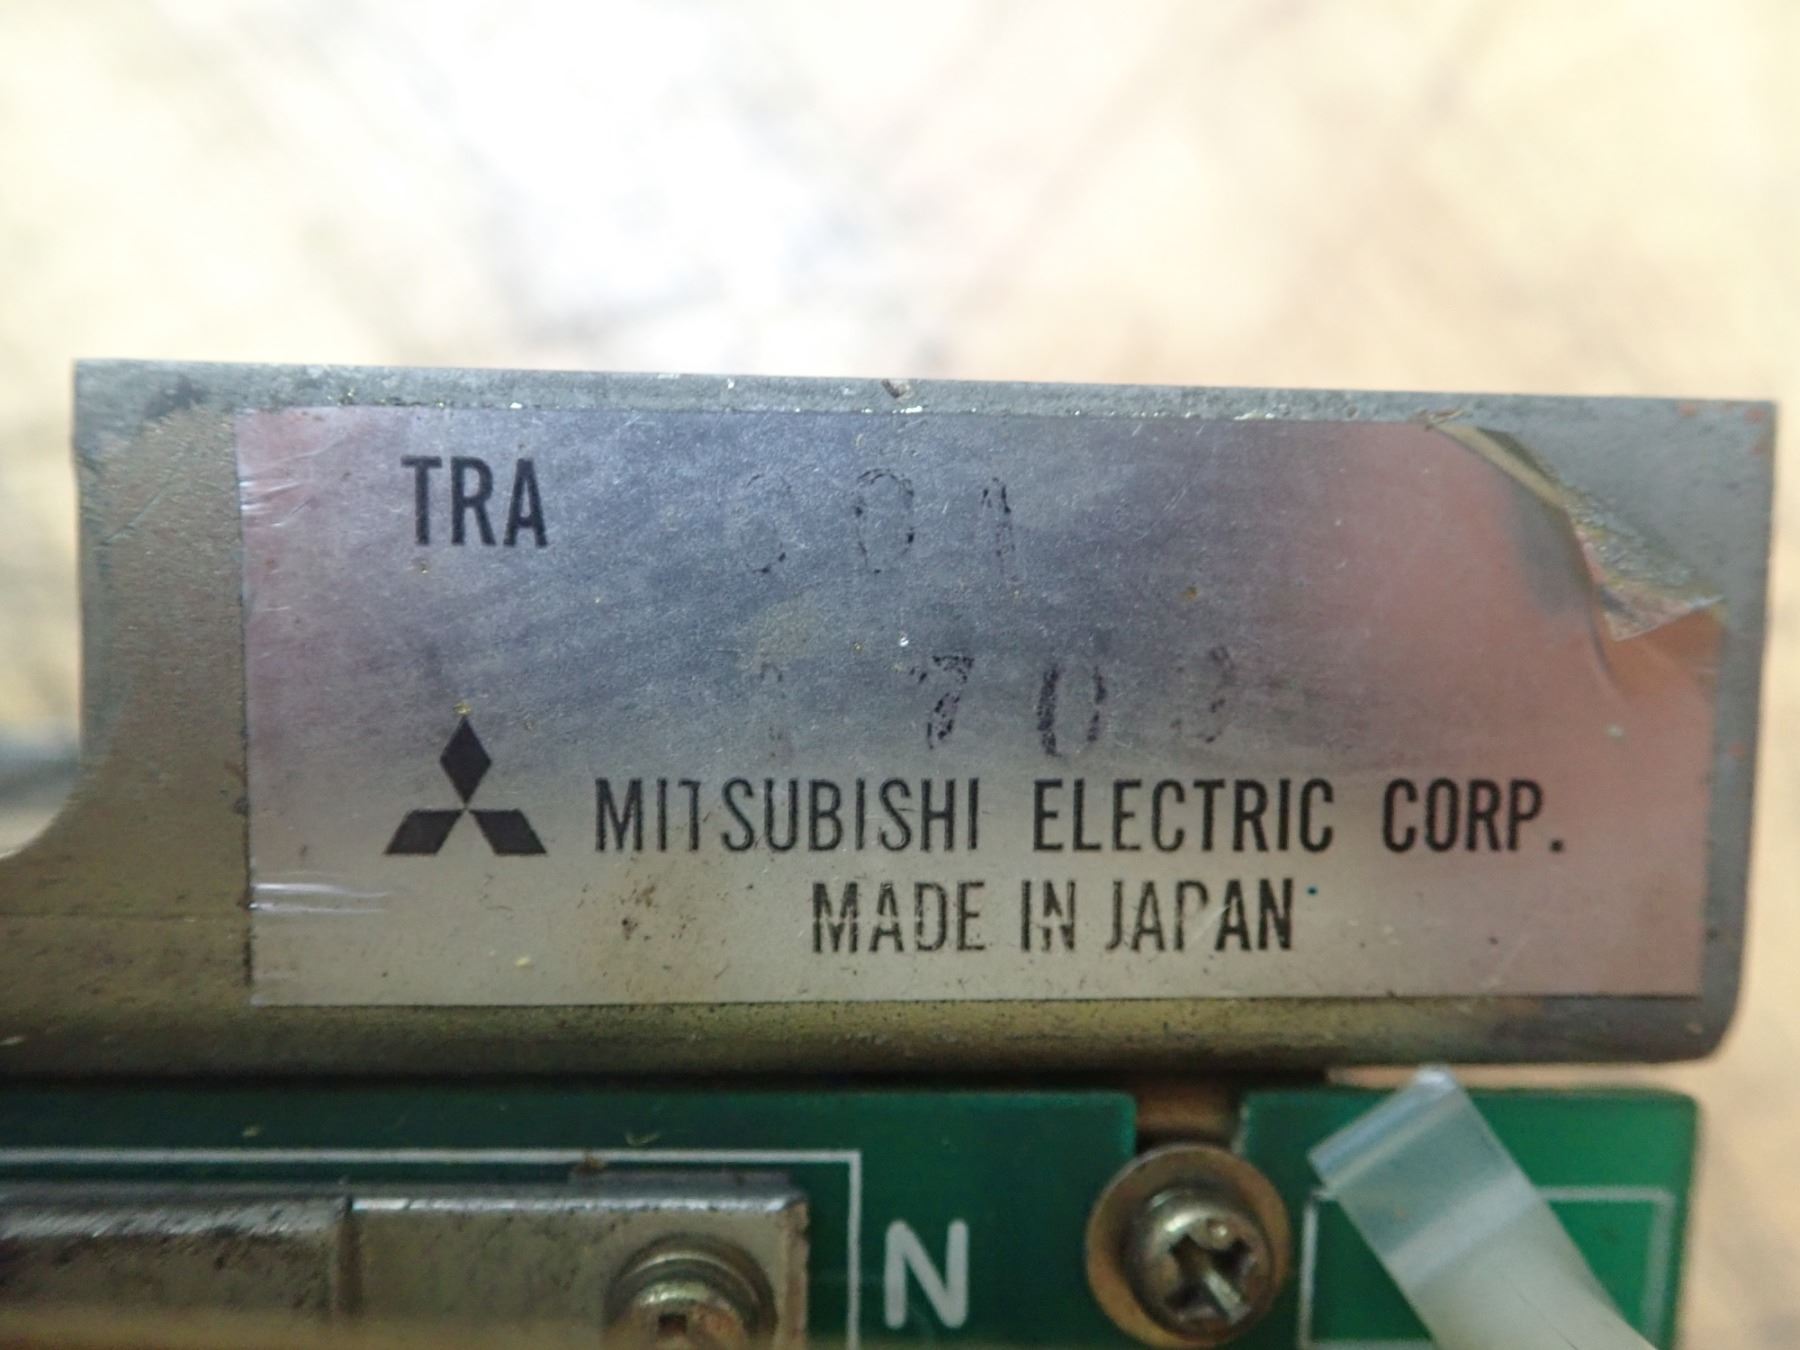 TRA
MITSUBISHI ELECTRIC CORP.
MADE IN JAPAN
N